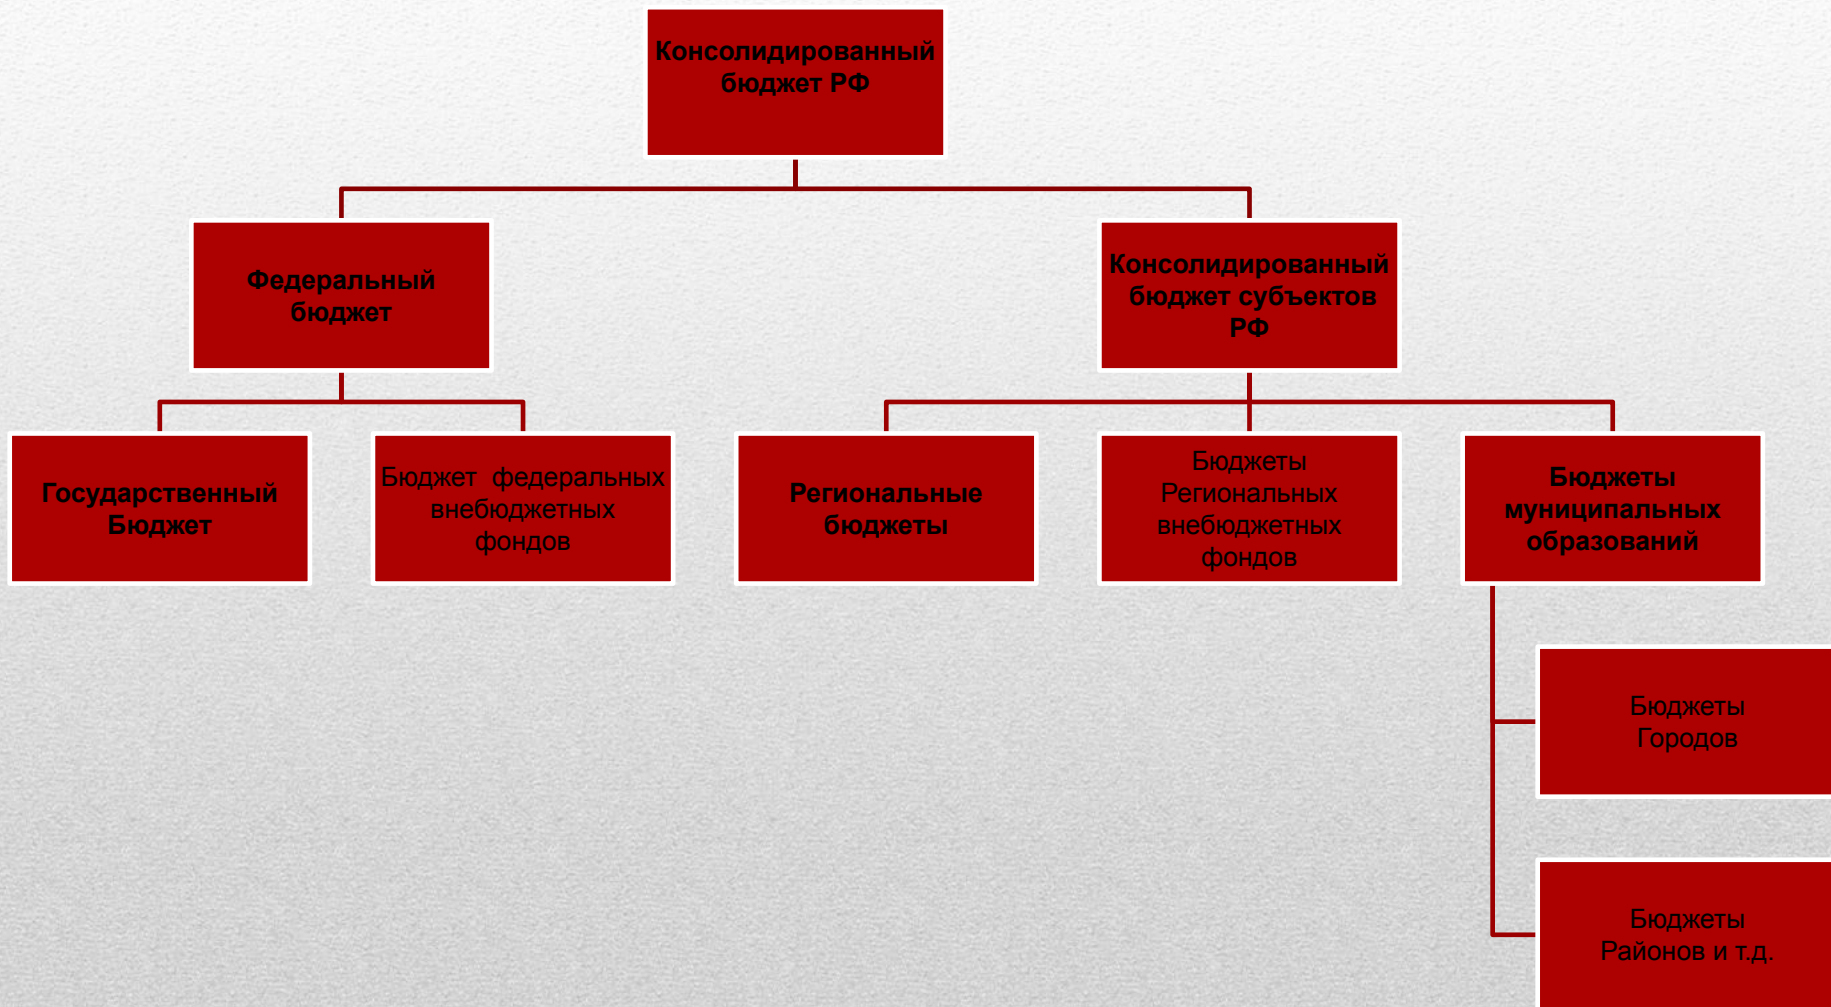 Консолидированный
бюджет РФ
Федеральный
бюджет
Консолидированный
бюджет субъектов
РФ
Государственный
Бюджет
Бюджет федеральных
внебюджетных
фондов
Региональные
бюджеты
Бюджеты
Региональных
внебюджетных
фондов
Бюджеты
муниципальных
образований
Бюджеты
Городов
Бюджеты
Районов и т.д.